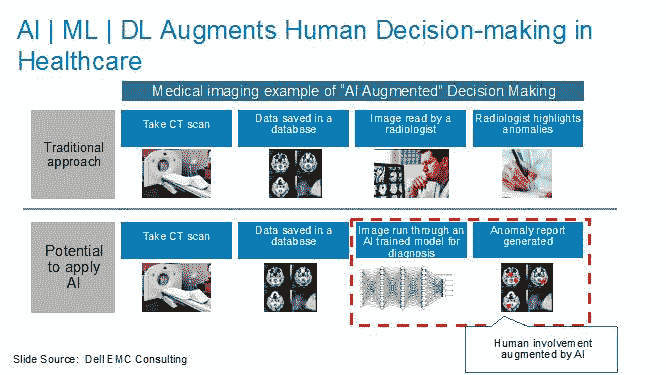 AI | ML | DL Augments Human Decision-making in
Healthcare
Medical imaging example of "AI Augmented" Decision Making
Traditional
approach
Take CT scan
Data saved in a
database
Image read by a
radiologist
Radiologist highlights
anomalies
Potential
to apply
AI
Take CT scan
Data saved in a
database
Image run through an
AI trained model for
diagnosis
Anomaly report
generated
Human involvement
augmented by AI
Slide Source: Dell EMC Consulting